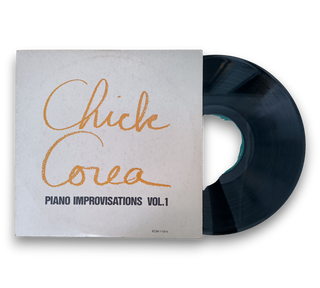 Chick
Corea
PIANO IMPROVISATIONS VOL.1